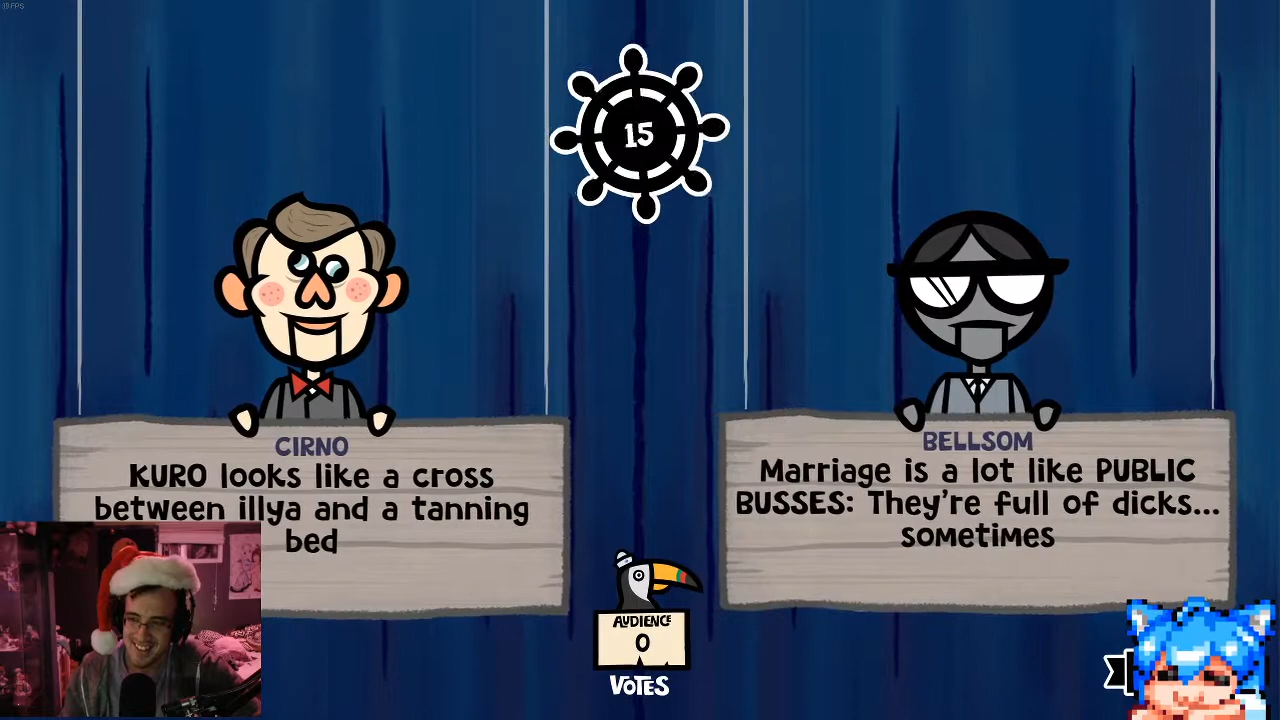 15
CIRNO
KURO looks like a cross
between illya and a tanning
bed
BELLSOM
Marriage is a lot like PUBLIC
BUSSES: They're full of dicks...
sometimes
AUDIENCE
0
VOTES